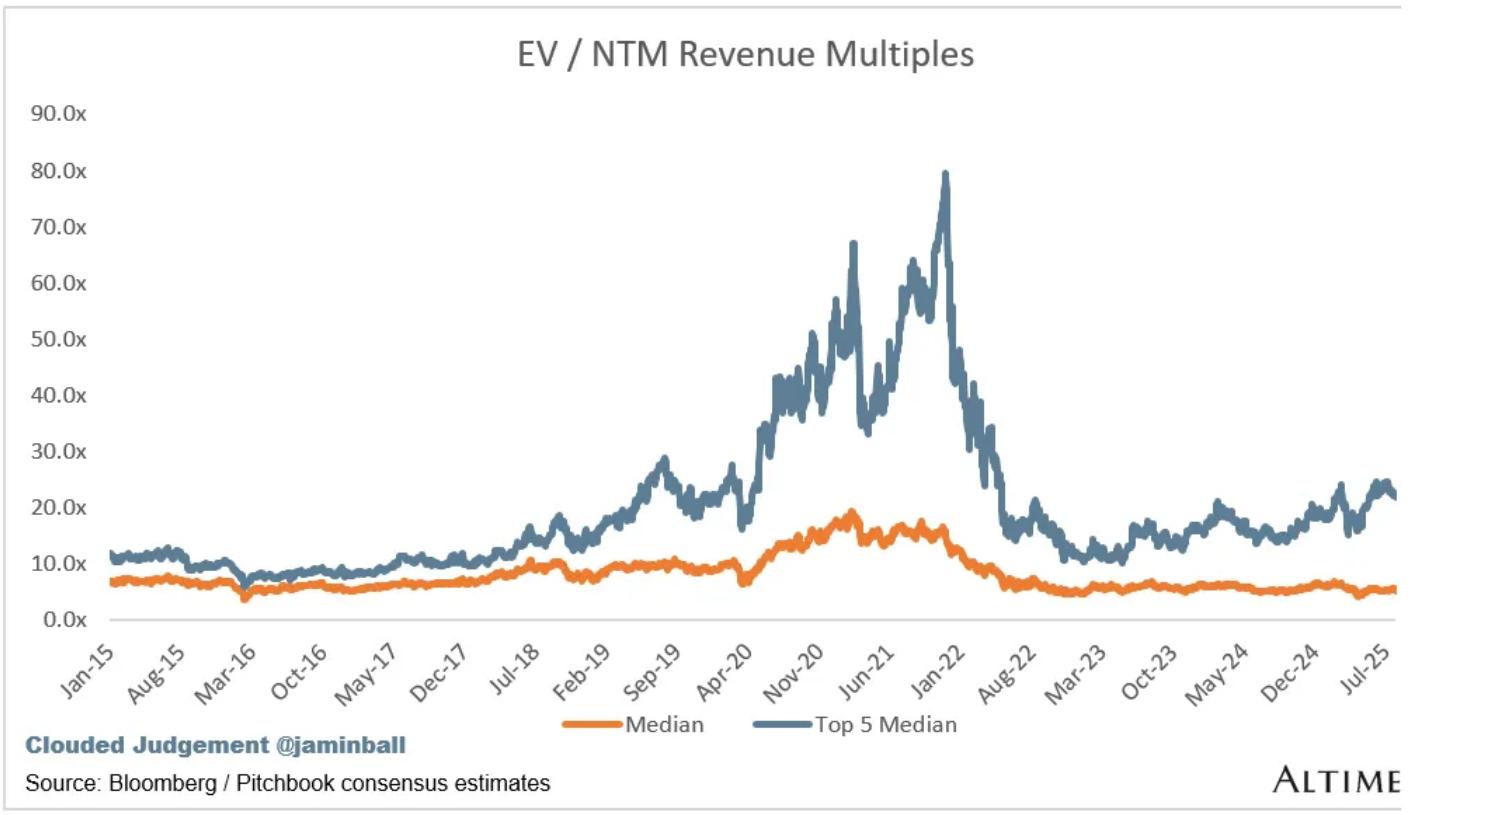 EV / NTM Revenue Multiples
90.0x
80.0x
70.0x
60.0x
50.0x
40.0x
30.0x
20.0x
10.0x
0.0x
Jan-15 Aug-15 Mar-16 Oct-16 May-17 Dec-17 Jul-18 Feb-19 Sep-19 Apr-20 Nov-20 Jun-21 Jan-22 Aug-22 Mar-23 Oct-23 May-24 Dec-24 Jul-25
Median Top 5 Median
Clouded Judgement @jaminball
Source: Bloomberg / Pitchbook consensus estimates
ALTIME